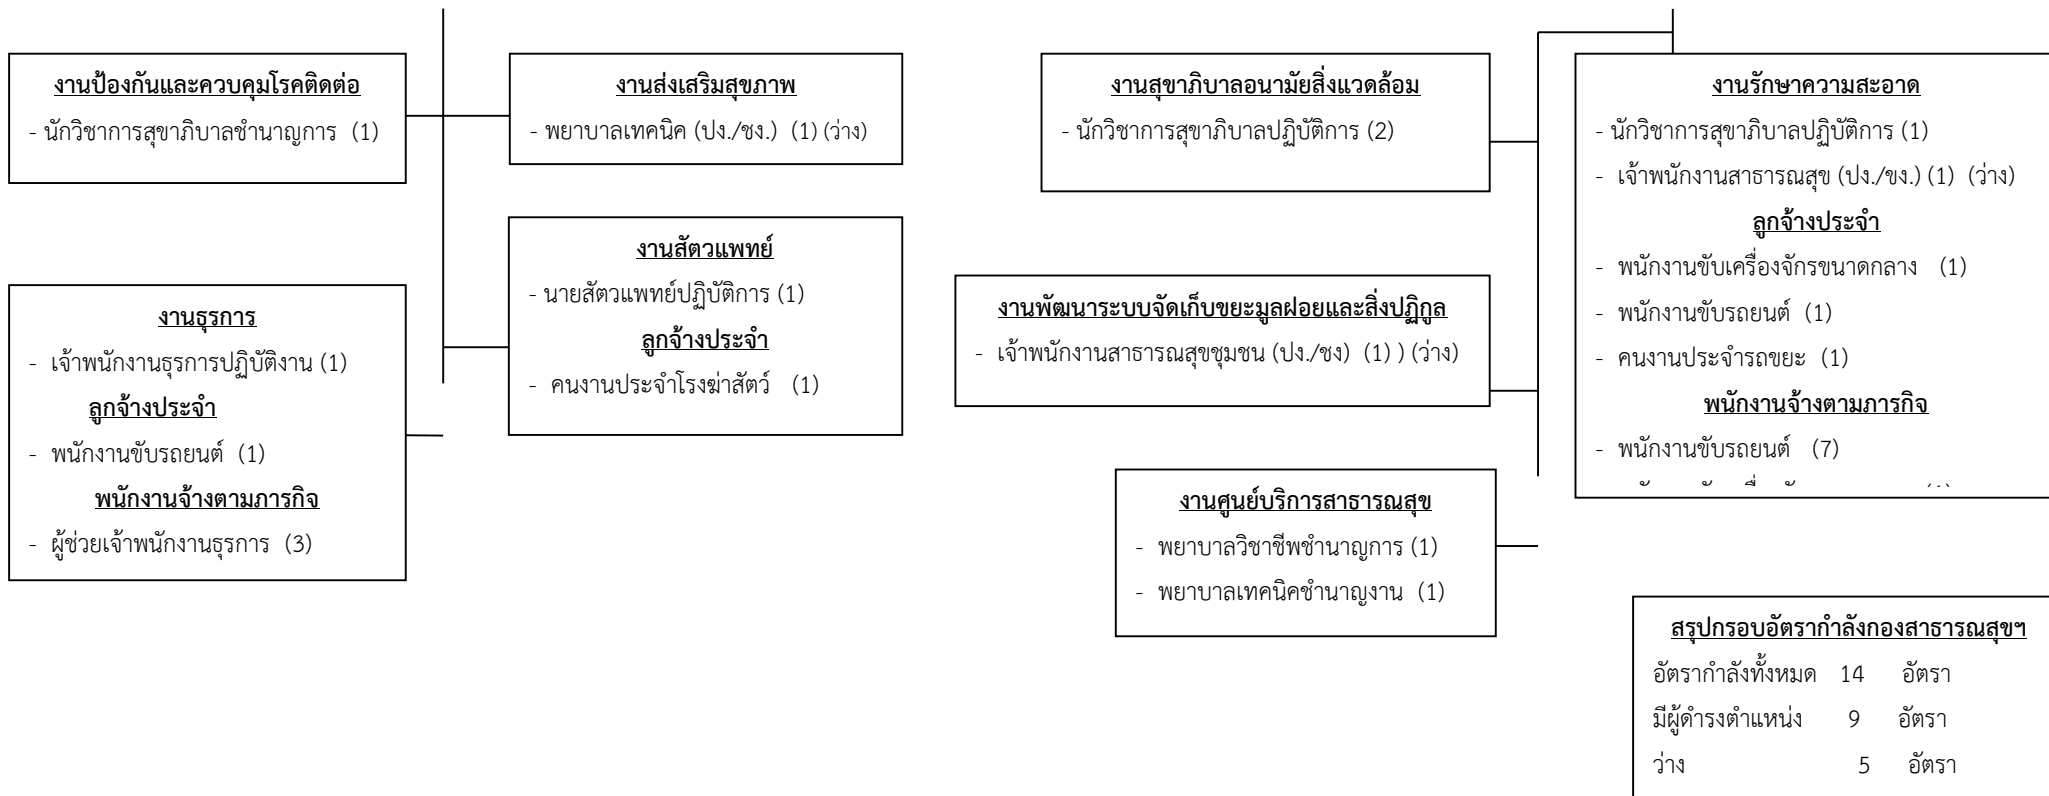 งานป้องกันและควบคุมโรคติดต่อ
- นักวิชาการสุขาภิบาลชำนาญการ (1)
งานส่งเสริมสุขภาพ
- พยาบาลเทคนิค (ปง./ชง.) (1) (ว่าง)
งานสัตวแพทย์
- นายสัตวแพทย์ปฏิบัติการ (1)
ลูกจ้างประจำ
- คนงานประจำโรงฆ่าสัตว์ (1)
งานธุรการ
- เจ้าพนักงานธุรการปฏิบัติงาน (1)
ลูกจ้างประจำ
- พนักงานขับรถยนต์ (1)
พนักงานจ้างตามภารกิจ
- ผู้ช่วยเจ้าพนักงานธุรการ (3)
งานสุขาภิบาลอนามัยสิ่งแวดล้อม
- นักวิชาการสุขาภิบาลปฏิบัติการ (2)
งานพัฒนาระบบจัดเก็บขยะมูลฝอยและสิ่งปฏิกูล
- เจ้าพนักงานสาธารณสุขชุมชน (ปง./ชง) (1) ) (ว่าง)
งานศูนย์บริการสาธารณสุข
- พยาบาลวิชาชีพชำนาญการ (1)
- พยาบาลเทคนิคชำนาญงาน (1)
งานรักษาความสะอาด
- นักวิชาการสุขาภิบาลปฏิบัติการ (1)
- เจ้าพนักงานสาธารณสุข (ปง./ขง.) (1) (ว่าง)
ลูกจ้างประจำ
- พนักงานขับเครื่องจักรขนาดกลาง (1)
- พนักงานขับรถยนต์ (1)
- คนงานประจำรถขยะ (1)
พนักงานจ้างตามภารกิจ
- พนักงานขับรถยนต์ (7)
สรุปกรอบอัตรากำลังกองสาธารณสุขฯ
อัตรากำลังทั้งหมด 14 อัตรา
มีผู้ดำรงตำแหน่ง 9 อัตรา
ว่าง 5 อัตรา